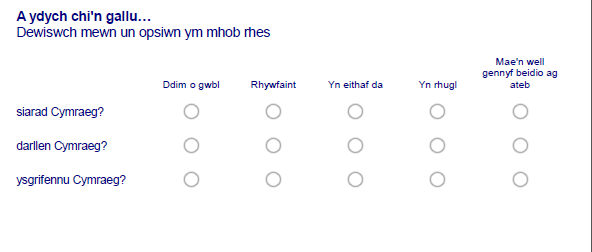 A ydych chi'n gallu…
Dewiswch mewn un opsiwn ym mhob rhes
Mae'n well
gennyf beidio ag
ateb
Ddim o gwbl Rhywfaint Yn eithaf da Yn rhugl
siarad Cymraeg?
darllen Cymraeg?
ysgrifennu Cymraeg?